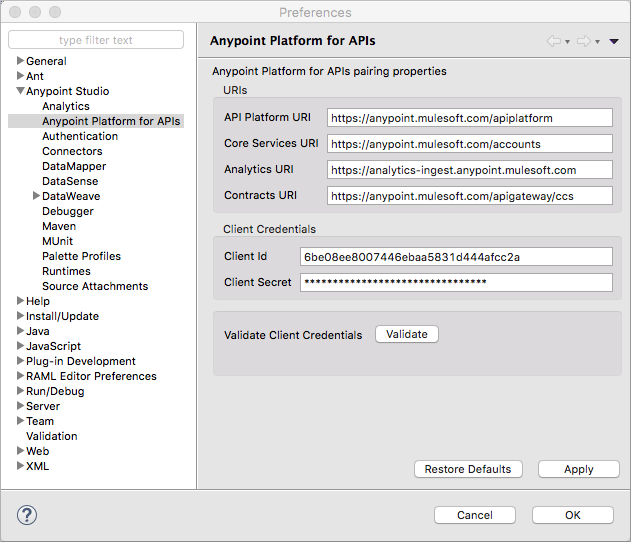 Preferences
type filter text
General
Ant
Anypoint Studio
Analytics
Anypoint Platform for APIs
Authentication
Connectors
DataMapper
DataSense
DataWeave
Debugger
Maven
MUnit
Palette Profiles
Runtimes
Source Attachments
Help
Install/Update
Java
JavaScript
Plug-in Development
RAML Editor Preferences
Run/Debug
Server
Team
Validation
Web
XML
Anypoint Platform for APIs
Anypoint Platform for APIs pairing properties
URIs
API Platform URI https://anypoint.mulesoft.com/apiplatform
Core Services URI https://anypoint.mulesoft.com/accounts
Analytics URI https://analytics-ingest.anypoint.mulesoft.com
Contracts URI https://anypoint.mulesoft.com/apigateway/ccs
Client Credentials
Client Id 6be08ee8007446ebaa5831d444afcc2a
Client Secret ********************************
Validate Client Credentials Validate
Restore Defaults Apply
? Cancel OK